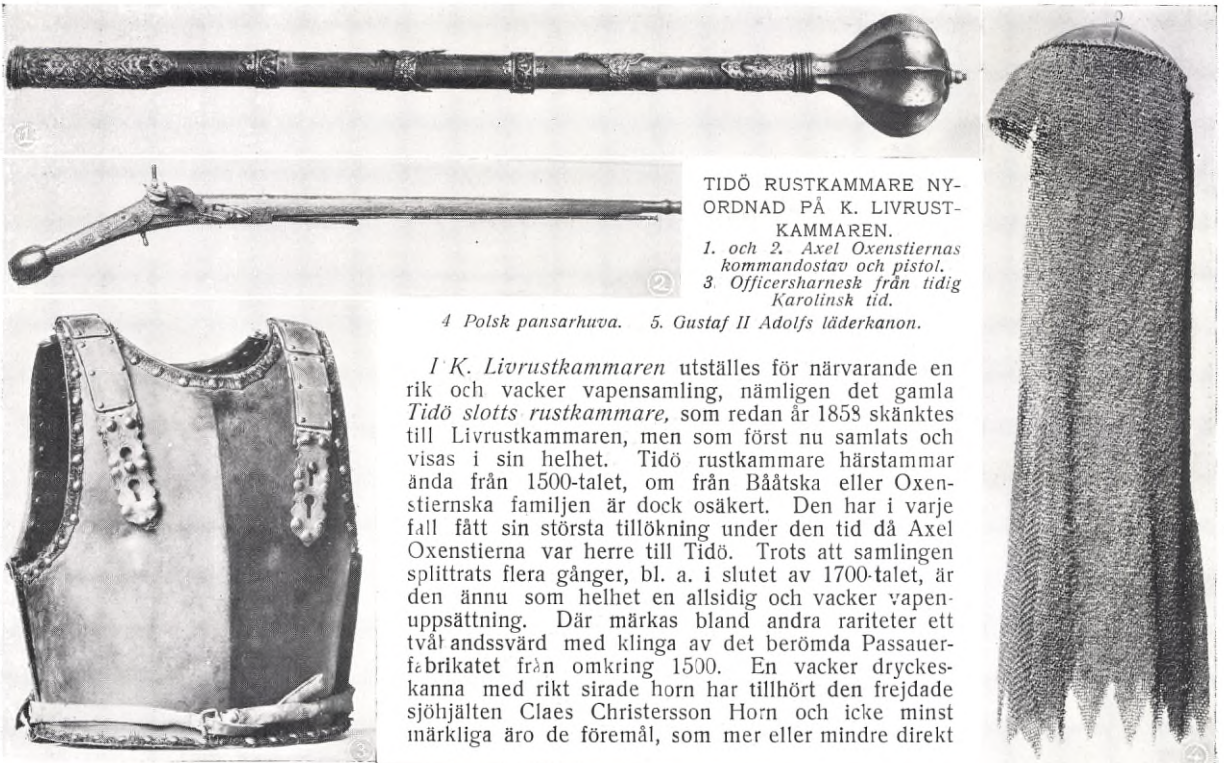 1
2
TIDÖ RUSTKAMMARE NY-
ORDNAD PÅ K. LIVRUST-
KAMMAREN.
1. och 2. Axel Oxenstiernas
kommandostav och pistol.
3 Officersharnesk från tidig
Karolinsk tid.
4 Polsk pansarhuva. 5. Gustaf II Adolfs läderkanon.
I K. Livrustkammaren utställes för närvarande en
rik och vacker vapensamling, nämligen det gamla
Tidö slotts rustkammare, som redan år 1858 skänktes
till Livrustkammaren, men som först nu samlats och
visas i sin helhet. Tidö rustkammare härstammar
ända från 1500-talet, om från Bååtska eller Oxen-
stiernska familjen är dock osäkert. Den har i varje
fall fått sin största tillökning under den tid då Axel
Oxenstierna var herre till Tidö. Trots att samlingen
splittrats flera gånger, bl. a. i slutet av 1700-talet, är
den ännu som helhet en allsidig och vacker vapen-
uppsättning. Där märkas bland andra rariteter ett
tvåhandssvärd med klinga av det berömda Passauer-
fabrikatet från omkring 1500. En vacker dryckes-
kanna med rikt sirade horn har tillhört den frejdade
sjöhjälten Claes Christersson Horn och icke minst
märkliga äro de föremål, som mer eller mindre direkt
3
4